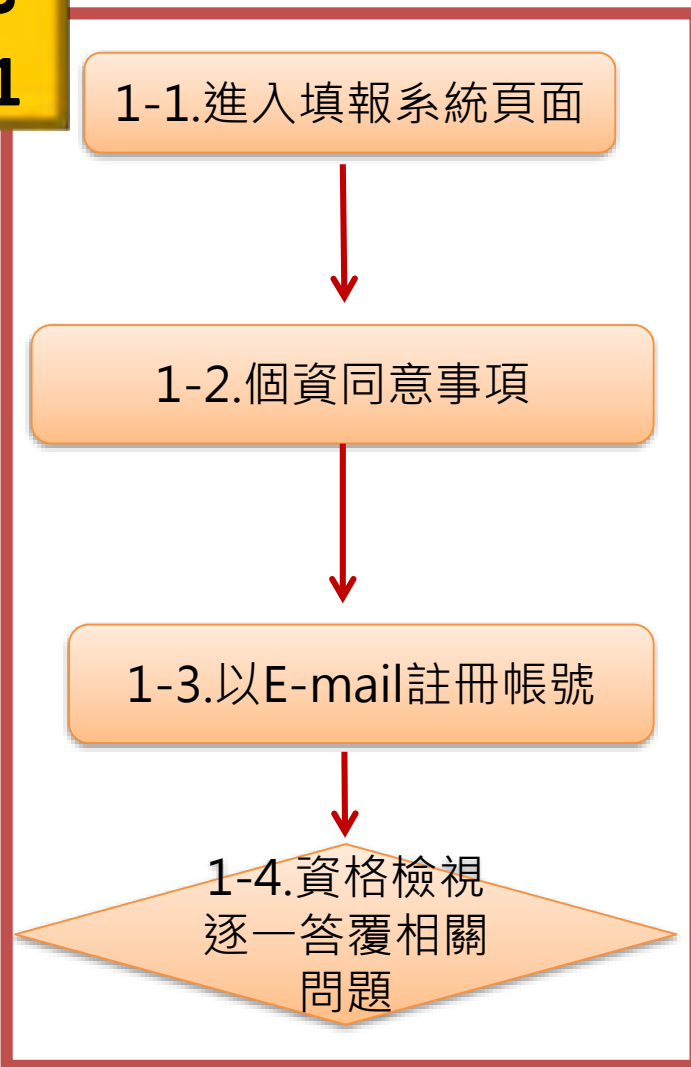 1
1-1.進入填報系統頁面
1-2.個資同意事項
1-3.以E-mail註冊帳號
1-4.資格檢視
逐一答覆相關
問題